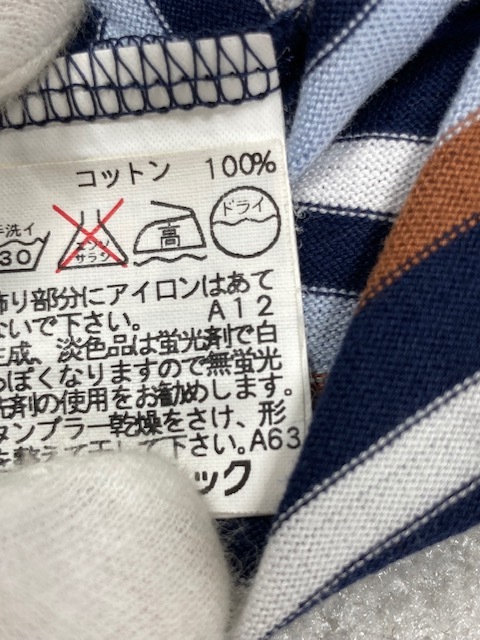 コットン 100%
手洗イ
30
エンソ
サラシ
高
ドライ
飾り部分にアイロンはあて
ないで下さい。 A12
生成、淡色品は蛍光剤で白
っぽくなりますので無蛍光
洗剤の使用をお勧めします。
タンブラー乾燥をさけ、形
を整えて干して下さい。A63
ック